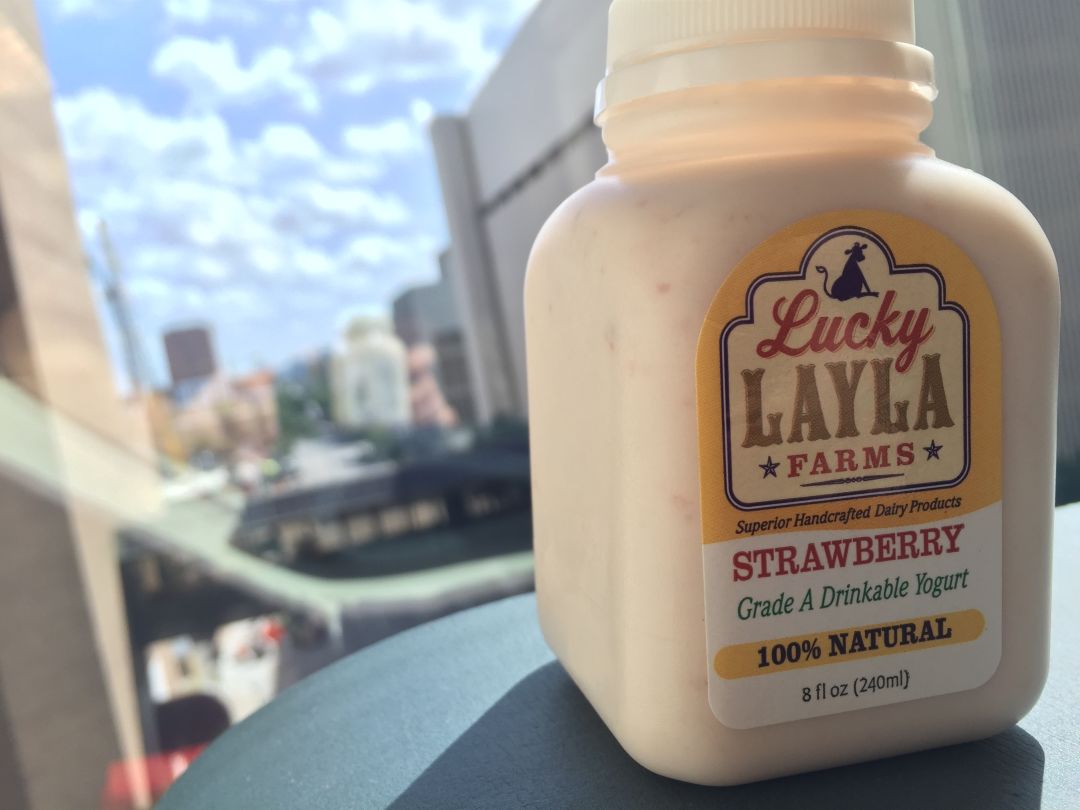 Lucky
LAYLA
FARMS
Superior Handcrafted Dairy Products
STRAWBERRY
Grade A Drinkable Yogurt
100% NATURAL
8 fl oz (240ml}